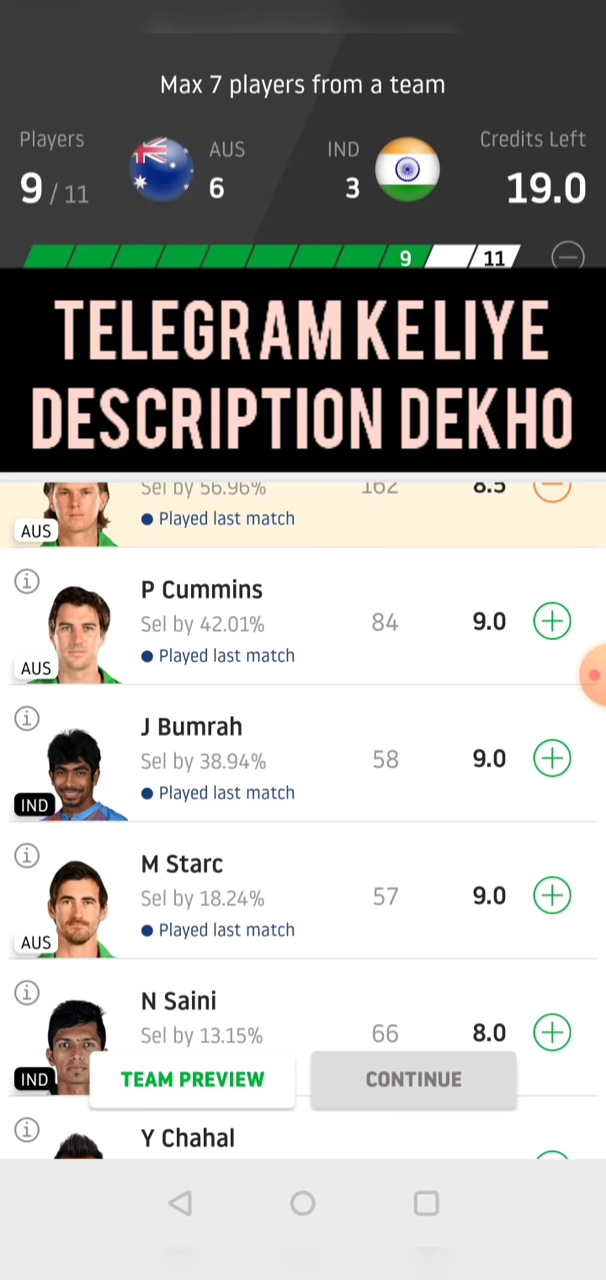 Max 7 players from a team
Players
AUS
IND
Credits Left
9 / 11
6
3
19.0
9
11
TELEGRAM KE LIYE
DESCRIPTION DEKHO
Sel by 56.96%
162
8.5
Played last match
AUS
P Cummins
Sel by 42.01%
84
9.0
Played last match
AUS
J Bumrah
Sel by 38.94%
58
9.0
Played last match
IND
M Starc
Sel by 18.24%
57
9.0
Played last match
AUS
N Saini
Sel by 13.15%
66
8.0
IND
TEAM PREVIEW
CONTINUE
Y Chahal